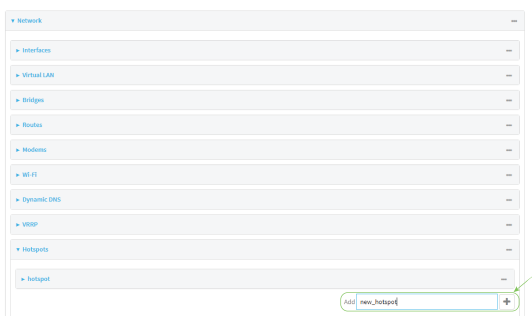 Network
Interfaces
Virtual LAN
Bridges
Routes
Modems
Wi-Fi
Dynamic DNS
VRRP
Hotspots
hotspot
Add new_hotspot